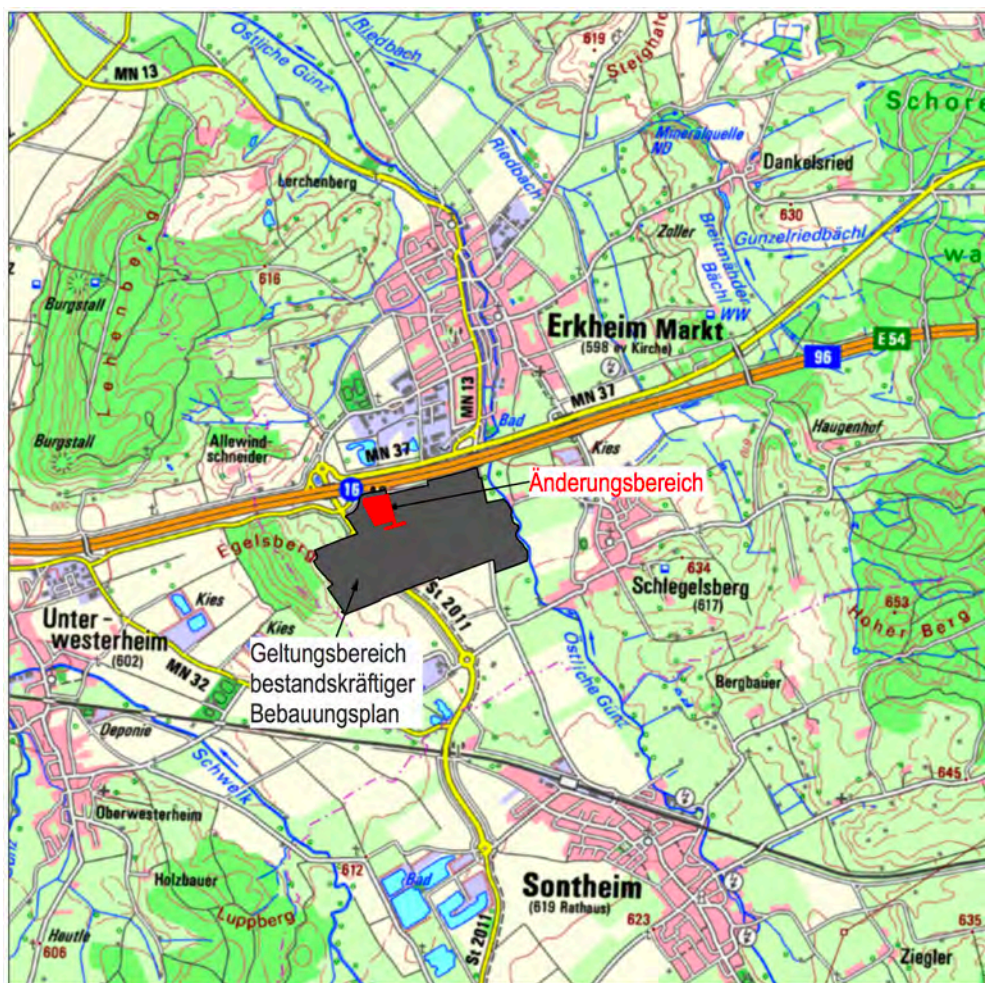 MN 13
Östliche Günz
Riedbach
619
Schore
Mineralquelle
ND
Dankelsried
Riedbach
Lerchenberg
630
Gunzelriedbächl
Zoller
Breitmähder
Bächl
WW
wa
616
Burgstall
Lehenberg
Erkheim Markt
(598 ev Kirche)
E 54
96
MN 13
MN 37
Bad
Haugenhof
Burgstall
Allewind-
schneider
MN 37
Kies
16
Änderungsbereich
Egelsberg
634
Schlegelsberg
(617)
653
Hoher Berg
Kies
Unter-
westerheim
(602)
Kies
St 2011
Geltungsbereich
bestandskräftiger
Bebauungsplan
MN 32
Östliche Günz
Bergbauer
Deponie
Schwelk
645
Oberwesterheim
612
Bad
Holzbauer
Luppberg
Sontheim
(619 Rathaus)
Heutle
606
St 2011
623
635
Ziegler